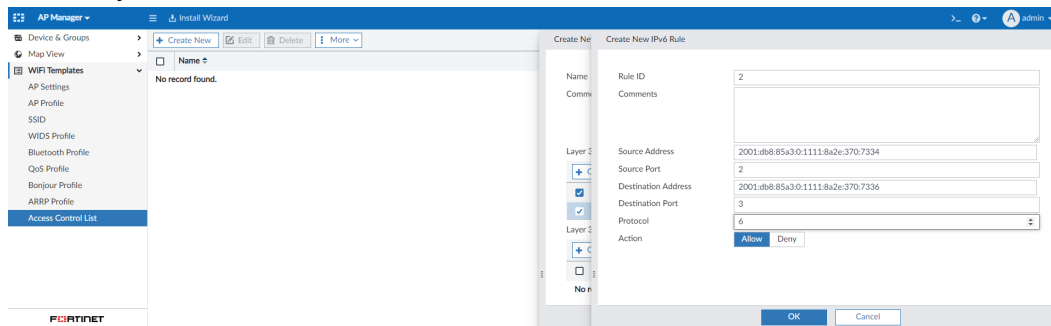 AP Manager
Install Wizard
admin
Device & Groups
Map View
WiFi Templates
AP Settings
AP Profile
SSID
WIDS Profile
Bluetooth Profile
QoS Profile
Bonjour Profile
ARRP Profile
Access Control List
FORTINET
+ Create New
Edit
Delete
More
Name
No record found.
Create Ne
Name
Comme
Layer 3
+ C
Layer 3
+ C
No r
Create New IPv6 Rule
Rule ID 2
Comments
Source Address 2001:db8:85a3:0:1111:8a2e:370:7334
Source Port 2
Destination Address 2001:db8:85a3:0:1111:8a2e:370:7336
Destination Port 3
Protocol 6
Action Allow Deny
OK Cancel